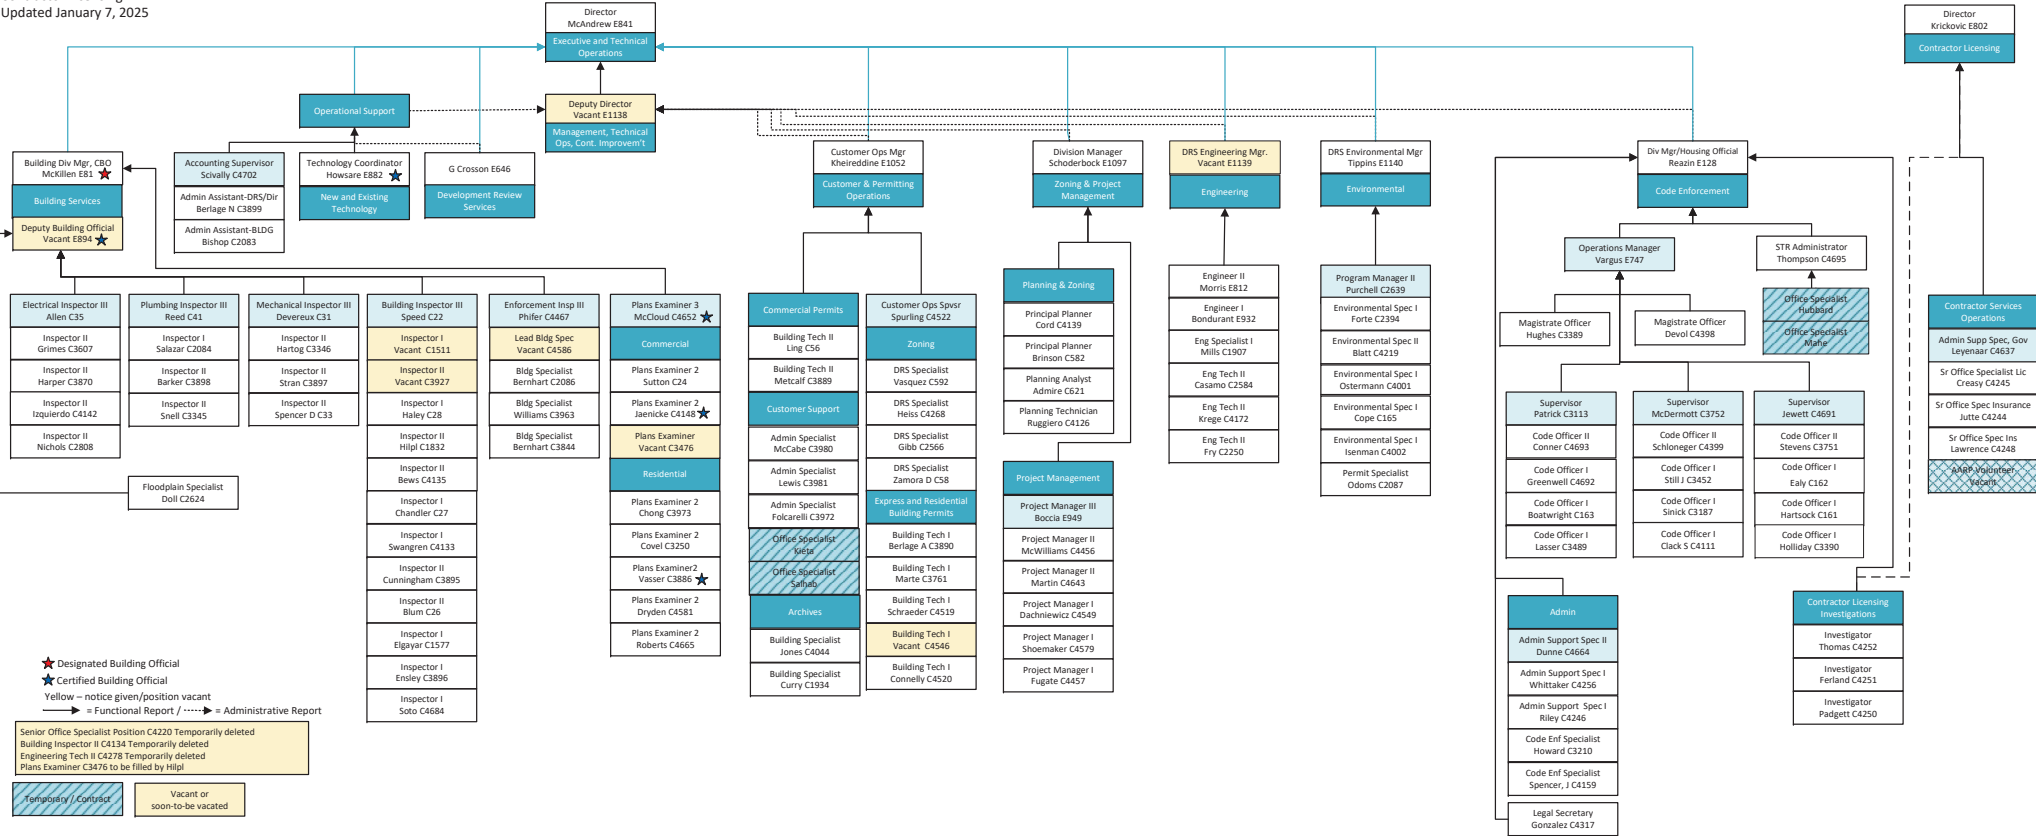 Updated January 7, 2025
Director
McAndrew E841
Executive and Technical
Operations
Director
Krickovic E802
Contractor Licensing
Operational Support
Deputy Director
Vacant E1138
Management, Technical
Ops, Cont. Improvem't
Building Div Mgr, CBO
McKillen E81
Building Services
Deputy Building Official
Vacant E894
Accounting Supervisor
Scivally C4702
Admin Assistant-DRS/Dir
Berlage N C3899
Admin Assistant-BLDG
Bishop C2083
Technology Coordinator
Howsare E882
New and Existing
Technology
G Crosson E646
Development Review
Services
Customer Ops Mgr
Kheireddine E1052
Customer & Permitting
Operations
Division Manager
Schoderbock E1097
Zoning & Project
Management
DRS Engineering Mgr.
Vacant E1139
Engineering
DRS Environmental Mgr
Tippins E1140
Environmental
Div Mgr/Housing Official
Reazin E128
Code Enforcement
Operations Manager
Vargus E747
STR Administrator
Thompson C4695
Office Specialist
Hubbard
Office Specialist
Mahe
Magistrate Officer
Hughes C3389
Magistrate Officer
Devol C4398
Electrical Inspector III
Allen C35
Inspector II
Grimes C3607
Inspector II
Harper C3870
Inspector II
Izquierdo C4142
Inspector II
Nichols C2808
Plumbing Inspector III
Reed C41
Inspector I
Salazar C2084
Inspector II
Barker C3898
Inspector II
Snell C3345
Mechanical Inspector III
Devereux C31
Inspector II
Hartog C3346
Inspector II
Stran C3897
Inspector II
Spencer D C33
Floodplain Specialist
Doll C2624
Building Inspector III
Speed C22
Inspector I
Vacant C1511
Inspector II
Vacant C3927
Inspector I
Haley C28
Inspector II
Hilpl C1832
Inspector II
Bews C4135
Inspector I
Chandler C27
Inspector I
Swangren C4133
Inspector II
Cunningham C3895
Inspector II
Blum C26
Inspector I
Elgayar C1577
Inspector I
Ensley C3896
Inspector I
Soto C4684
Enforcement Insp III
Phifer C4467
Lead Bldg Spec
Vacant C4586
Bldg Specialist
Bernhart C2086
Bldg Specialist
Williams C3963
Bldg Specialist
Bernhart C3844
Plans Examiner 3
McCloud C4652
Commercial
Plans Examiner 2
Sutton C24
Plans Examiner 2
Jaenicke C4148
Plans Examiner
Vacant C3476
Residential
Plans Examiner 2
Chong C3973
Plans Examiner 2
Covel C3250
Plans Examiner2
Vasser C3886
Plans Examiner 2
Dryden C4581
Plans Examiner 2
Roberts C4665
Commercial Permits
Building Tech II
Ling C56
Building Tech II
Metcalf C3889
Customer Support
Admin Specialist
McCabe C3980
Admin Specialist
Lewis C3981
Admin Specialist
Folcarelli C3972
Office Specialist
Kieta
Office Specialist
Salhab
Archives
Building Specialist
Jones C4044
Building Specialist
Curry C1934
Customer Ops Spvsr
Spurling C4522
Zoning
DRS Specialist
Vasquez C592
DRS Specialist
Heiss C4268
DRS Specialist
Gibb C2566
DRS Specialist
Zamora D C58
Express and Residential
Building Permits
Building Tech I
Berlage A C3890
Building Tech I
Marte C3761
Building Tech I
Schraeder C4519
Building Tech I
Vacant C4546
Building Tech I
Connelly C4520
Planning & Zoning
Principal Planner
Cord C4139
Principal Planner
Brinson C582
Planning Analyst
Admire C621
Planning Technician
Ruggiero C4126
Project Management
Project Manager III
Boccia E949
Project Manager II
McWilliams C4456
Project Manager II
Martin C4643
Project Manager I
Dachniewicz C4549
Project Manager I
Shoemaker C4579
Project Manager I
Fugate C4457
Engineer II
Morris E812
Engineer I
Bondurant E932
Eng Specialist I
Mills C1907
Eng Tech II
Casamo C2584
Eng Tech II
Krege C4172
Eng Tech II
Fry C2250
Program Manager II
Purchell C2639
Environmental Spec I
Forte C2394
Environmental Spec II
Blatt C4219
Environmental Spec I
Ostermann C4001
Environmental Spec I
Cope C165
Environmental Spec I
Isenman C4002
Permit Specialist
Odoms C2087
Supervisor
Patrick C3113
Code Officer II
Conner C4693
Code Officer I
Greenwell C4692
Code Officer I
Boatwright C163
Code Officer I
Lasser C3489
Supervisor
McDermott C3752
Code Officer II
Schloneger C4399
Code Officer I
Still J C3452
Code Officer I
Sinick C3187
Code Officer I
Clack S C4111
Supervisor
Jewett C4691
Code Officer II
Stevens C3751
Code Officer I
Ealy C162
Code Officer I
Hartsock C161
Code Officer I
Holliday C3390
Contractor Services
Operations
Admin Supp Spec, Gov
Leyenaar C4637
Sr Office Specialist Lic
Creasy C4245
Sr Office Spec Insurance
Jutte C4244
Sr Office Spec Ins
Lawrence C4248
AARP Volunteer
Vacant
Admin
Admin Support Spec II
Dunne C4664
Admin Support Spec I
Whittaker C4256
Admin Support Spec I
Riley C4246
Code Enf Specialist
Howard C3210
Code Enf Specialist
Spencer, J C4159
Legal Secretary
Gonzalez C4317
Contractor Licensing
Investigations
Investigator
Thomas C4252
Investigator
Ferland C4251
Investigator
Padgett C4250
Designated Building Official
Certified Building Official
Yellow – notice given/position vacant
= Functional Report / = Administrative Report
Senior Office Specialist Position C4220 Temporarily deleted
Building Inspector II C4134 Temporarily deleted
Engineering Tech II C4278 Temporarily deleted
Plans Examiner C3476 to be filled by Hilpl
Temporary / Contract
Vacant or
soon-to-be vacated